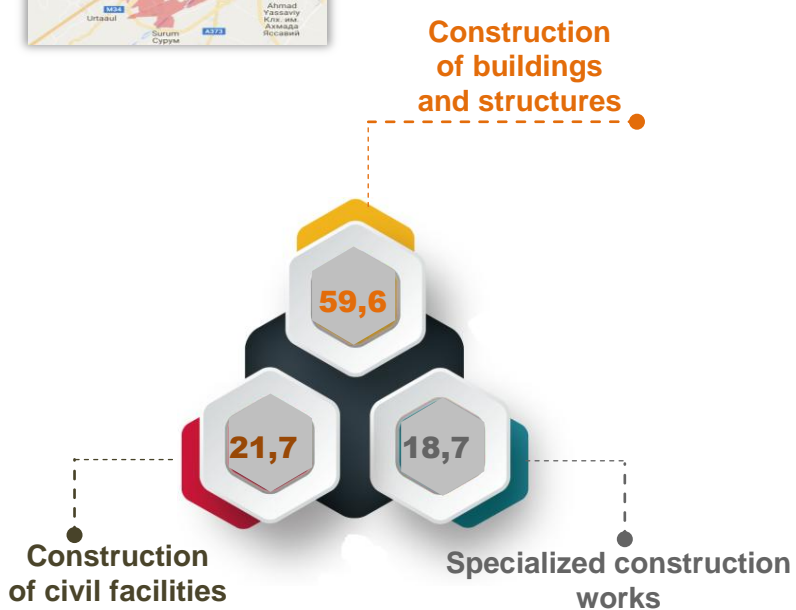 Ahmad
Yassaviy
Клх. им.
Ахмада
Яссавий
M34
Urtaaul
A373
Surum
Сурум
Construction
of buildings
and structures
59,6
21,7
18,7
Construction
of civil facilities
Specialized construction
works